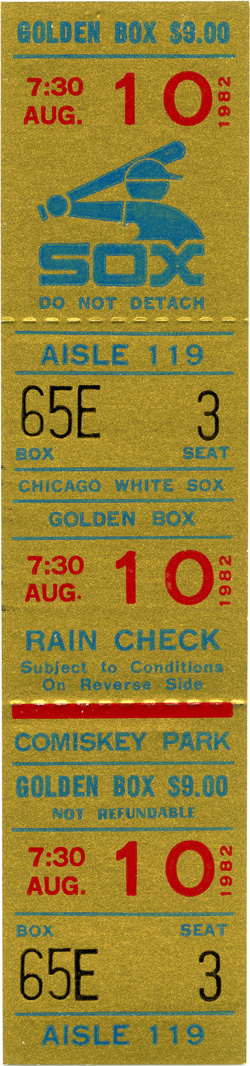 GOLDEN BOX $9.00
7:30 AUG. 10 1982
SOX
DO NOT DETACH
AISLE 119
65E 3
BOX SEAT
CHICAGO WHITE SOX
GOLDEN BOX
7:30 AUG. 10 1982
RAIN CHECK
Subject to Conditions
On Reverse Side
COMISKEY PARK
GOLDEN BOX $9.00
NOT REFUNDABLE
7:30 AUG. 10 1982
BOX SEAT
65E 3
AISLE 119